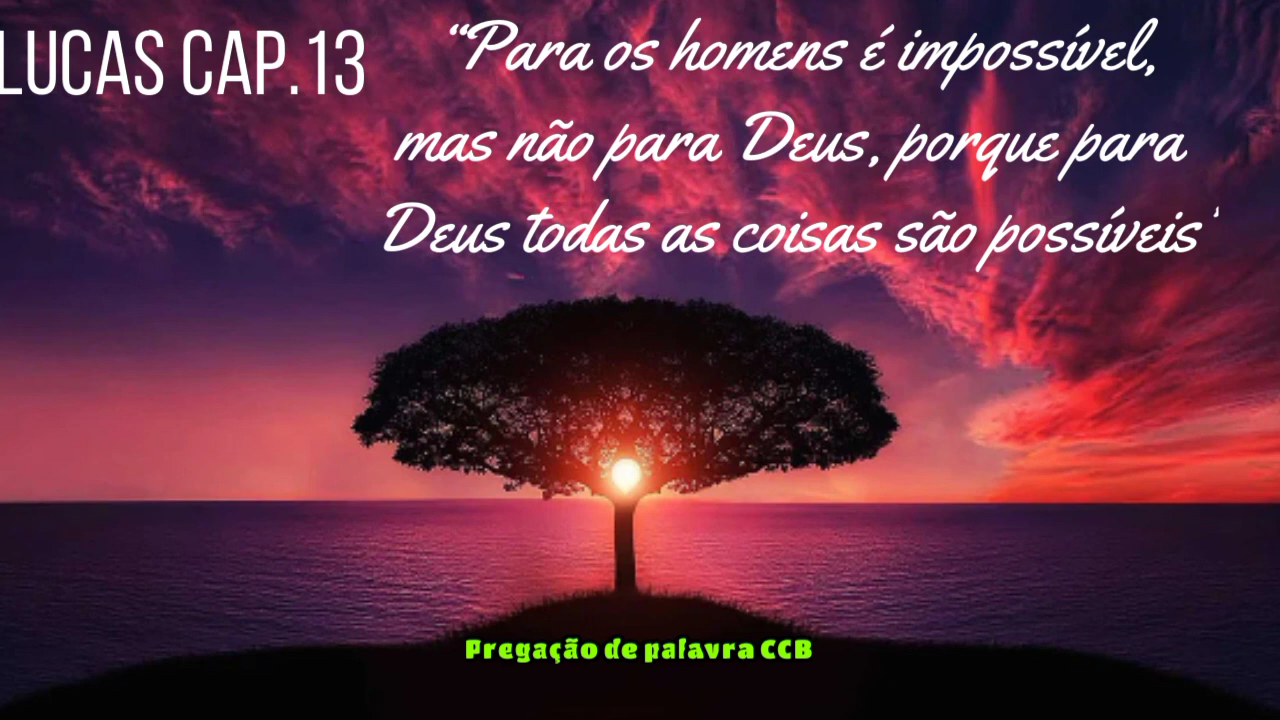 LUCAS CAP.13
“Para os homens é impossível,
mas não para Deus, porque para
Deus todas as coisas são possíveis'
Pregação de palavra CCB